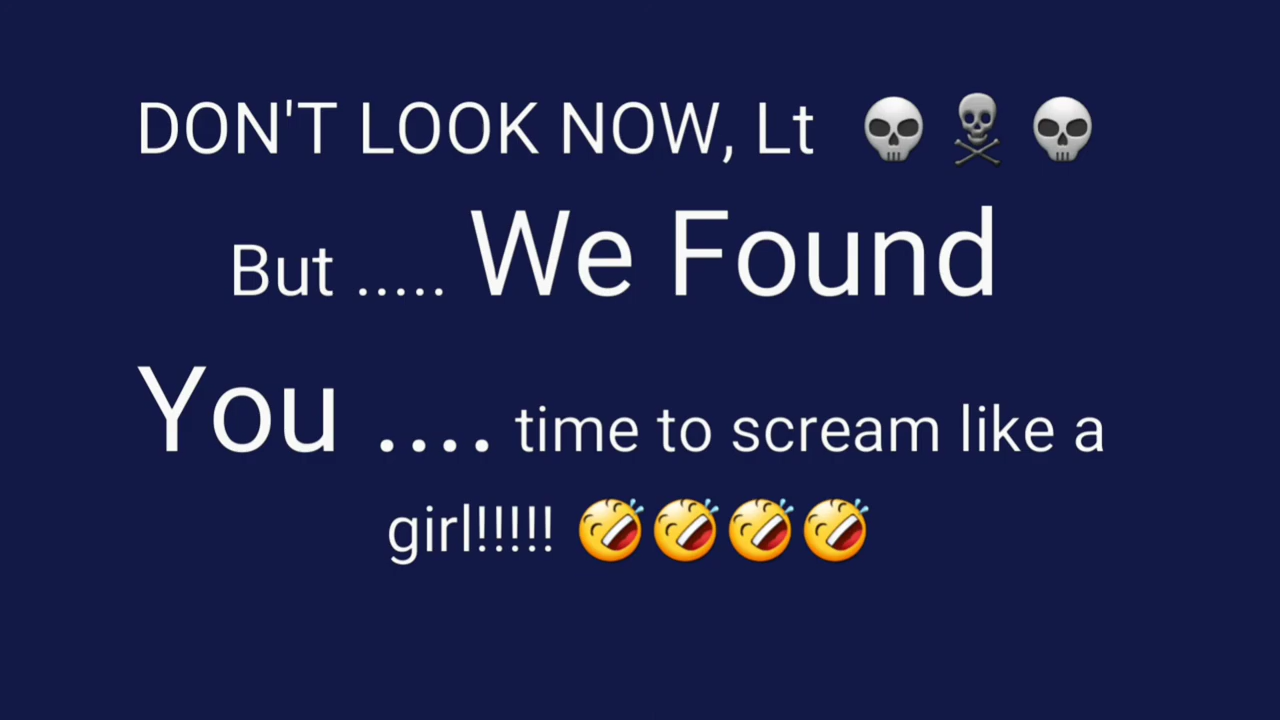 DON'T LOOK NOW, Lt 💀☠️💀
But ..... We Found
You .... time to scream like a
girl!!!!! 🤣🤣🤣🤣